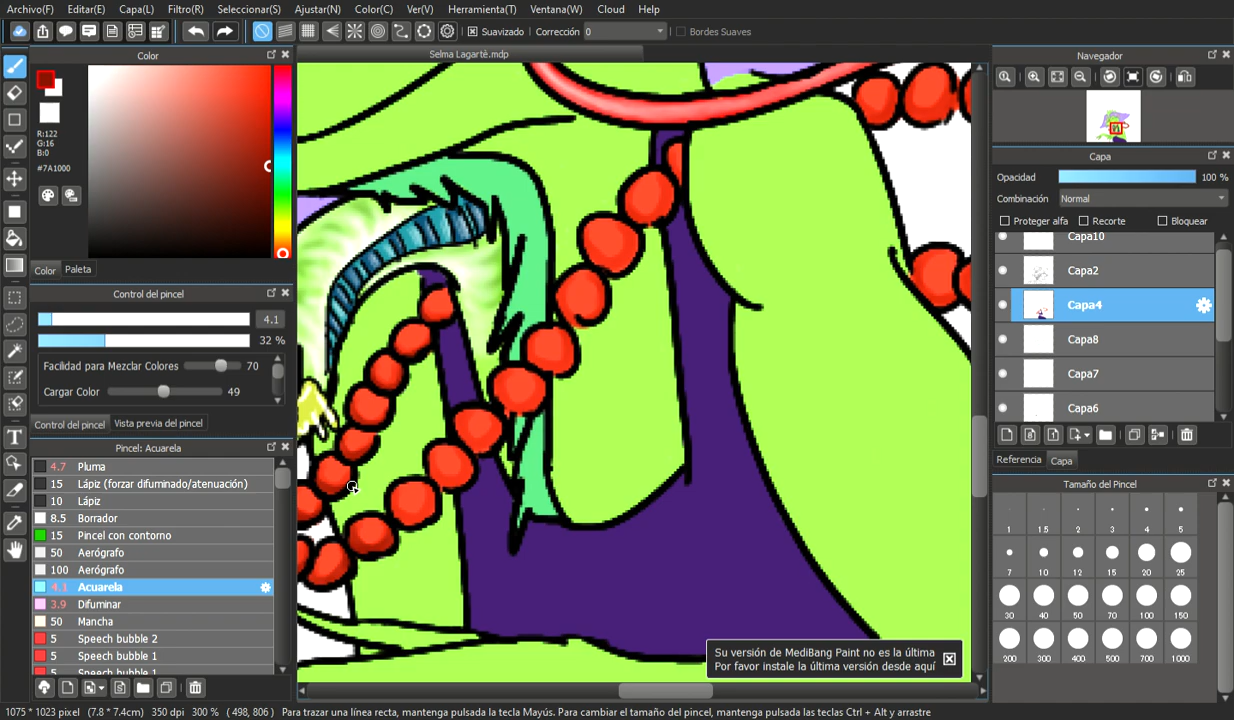 Archivo(F) Editar(E) Capa(L) Filtro(R) Seleccionar(S) Ajustar(N) Color(C) Ver(V) Herramienta(T) Ventana(W) Cloud Help
Suavizado Corrección 0 Bordes Suaves
Color
R:122
G:16
B:0
#7A1000
Color Paleta
Control del pincel
4.1
32 %
Facilidad para Mezclar Colores 70
Cargar Color 49
Control del pincel Vista previa del pincel
Pincel: Acuarela
4.7 Pluma
15 Lápiz (forzar difuminado/atenuación)
10 Lápiz
8.5 Borrador
15 Pincel con contorno
50 Aerógrafo
100 Aerógrafo
4.1 Acuarela
3.9 Difuminar
50 Mancha
5 Speech bubble 2
5 Speech bubble 1
5 Speech bubble 1
Selma Lagarté.mdp
Su versión de MediBang Paint no es la última
Por favor instale la última versión desde aquí
Navegador
Capa
Opacidad 100 %
Combinación Normal
Proteger alfa Recorte Bloquear
Capa10
Capa2
Capa4
Capa8
Capa7
Capa6
Referencia Capa
Tamaño del Pincel
1 1.5 2 3 4 5
7 10 12 15 20 25
30 40 50 70 100 150
200 300 400 500 700 1000
1075 * 1023 pixel (7.8 * 7.4cm) 350 dpi 300 % ( 498, 806 ) Para trazar una línea recta, mantenga pulsada la tecla Mayús. Para cambiar el tamaño del pincel, mantenga pulsadas las teclas Ctrl + Alt y arrastre